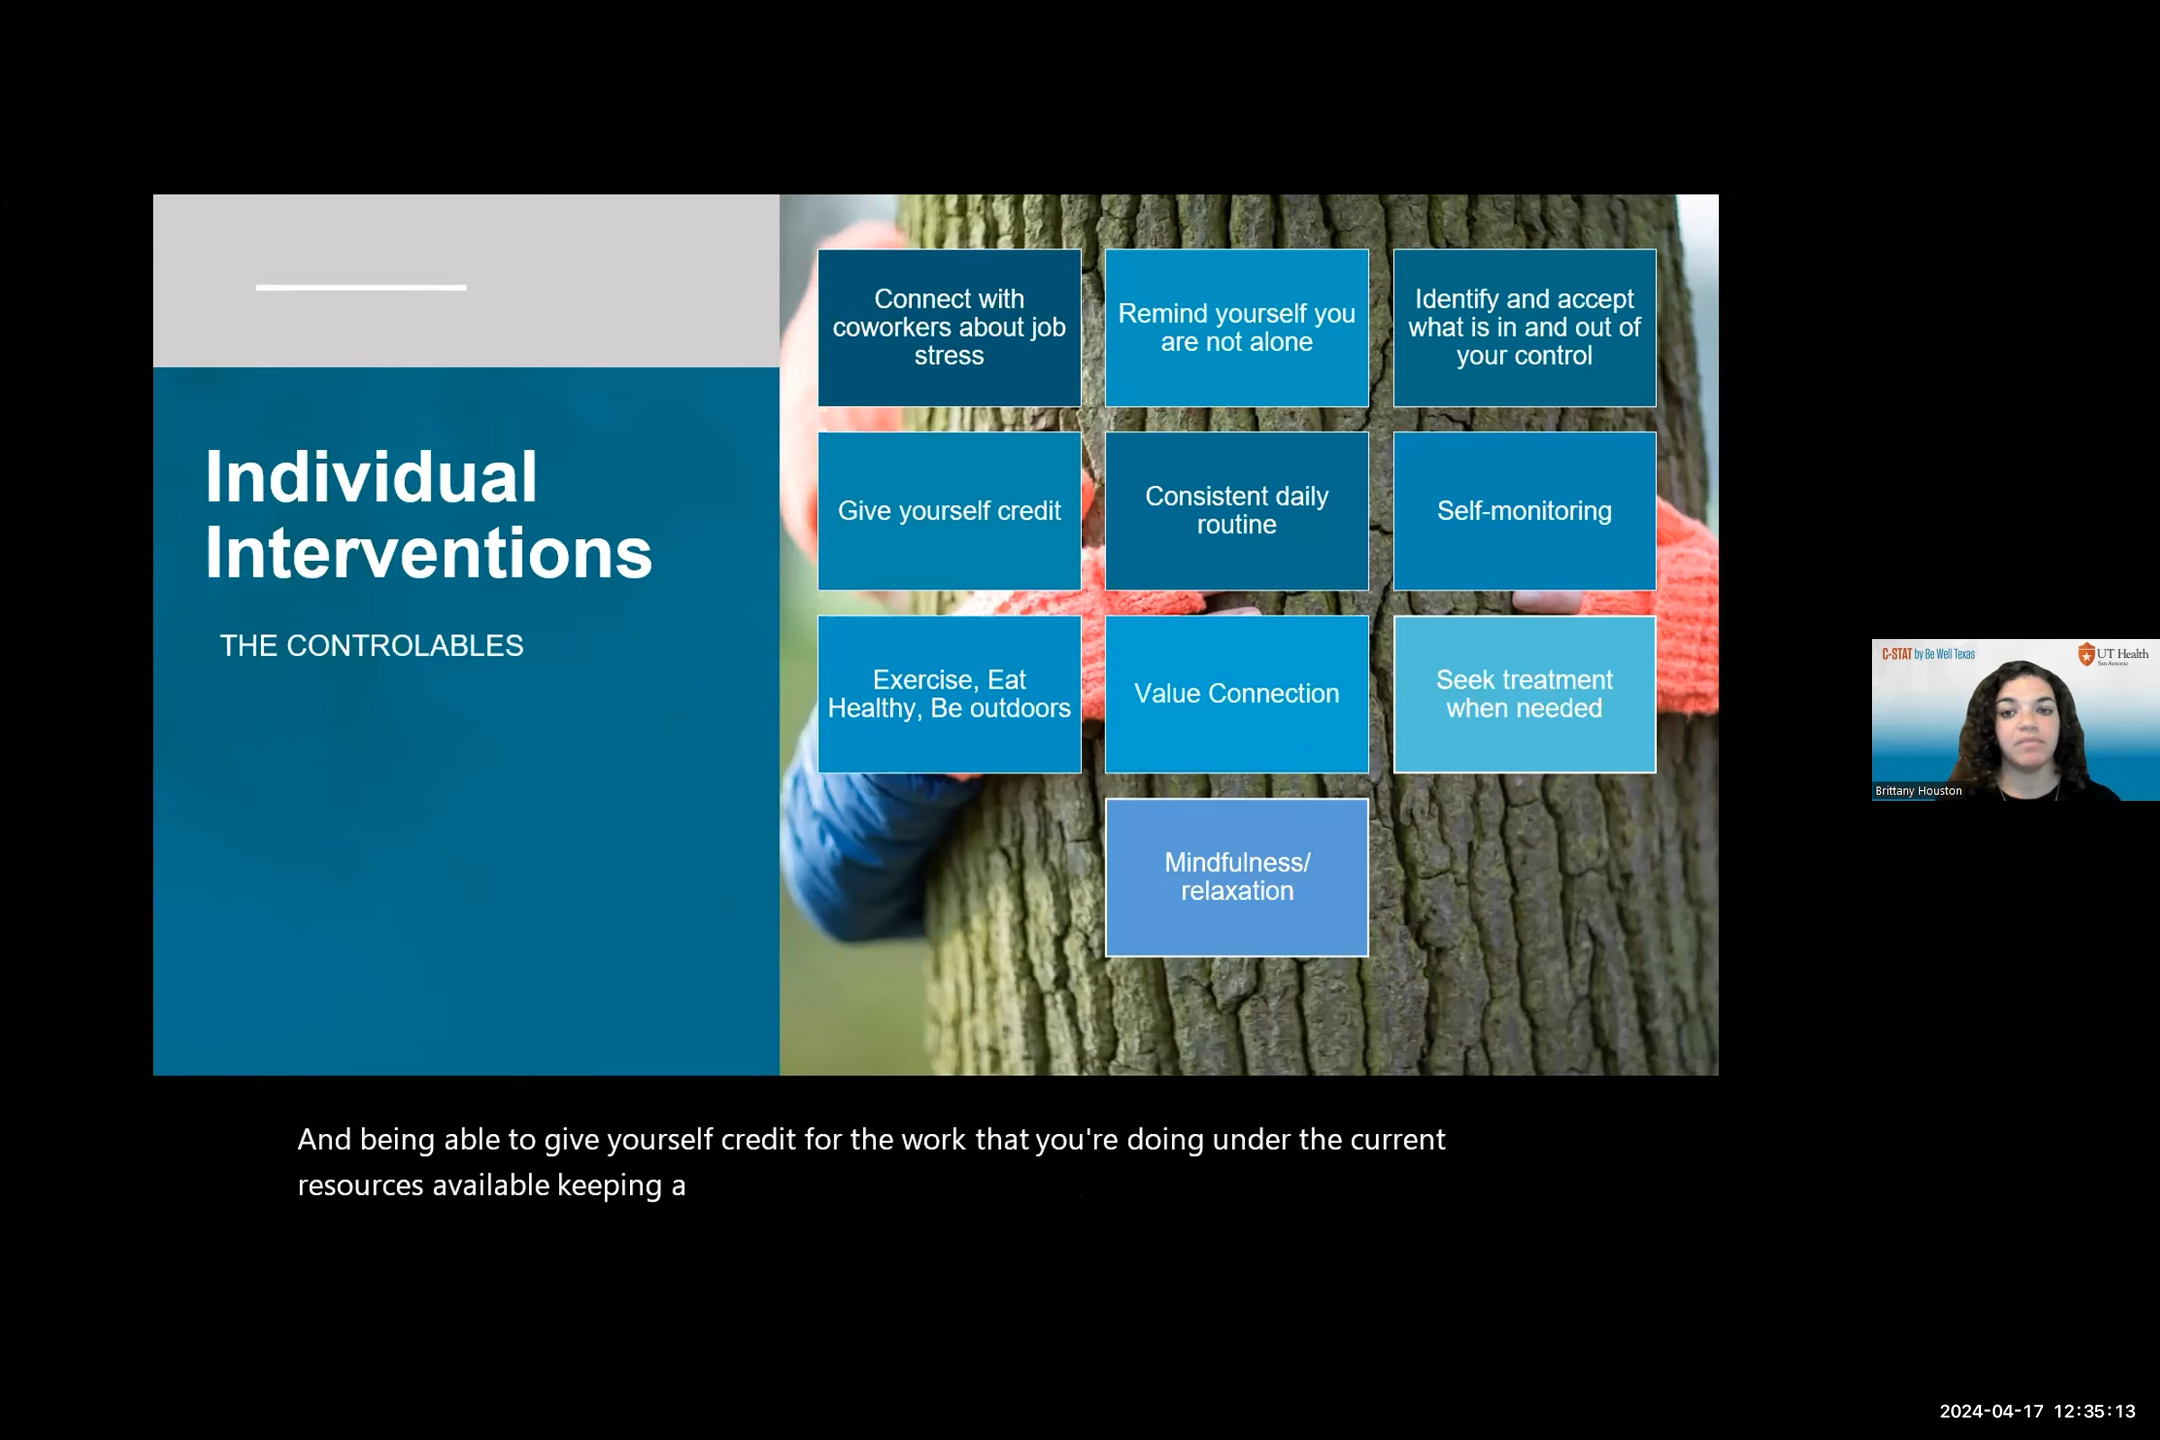 Individual
Interventions
THE CONTROLABLES
Connect with
coworkers about job
stress
Remind yourself you
are not alone
Identify and accept
what is in and out of
your control
Give yourself credit
Consistent daily
routine
Self-monitoring
Exercise, Eat
Healthy, Be outdoors
Value Connection
Seek treatment
when needed
Mindfulness/
relaxation
C-STAT by Be Well Texas
UT Health
San Antonio
Brittany Houston
And being able to give yourself credit for the work that you're doing under the current
resources available keeping a
2024-04-17 12:35:13